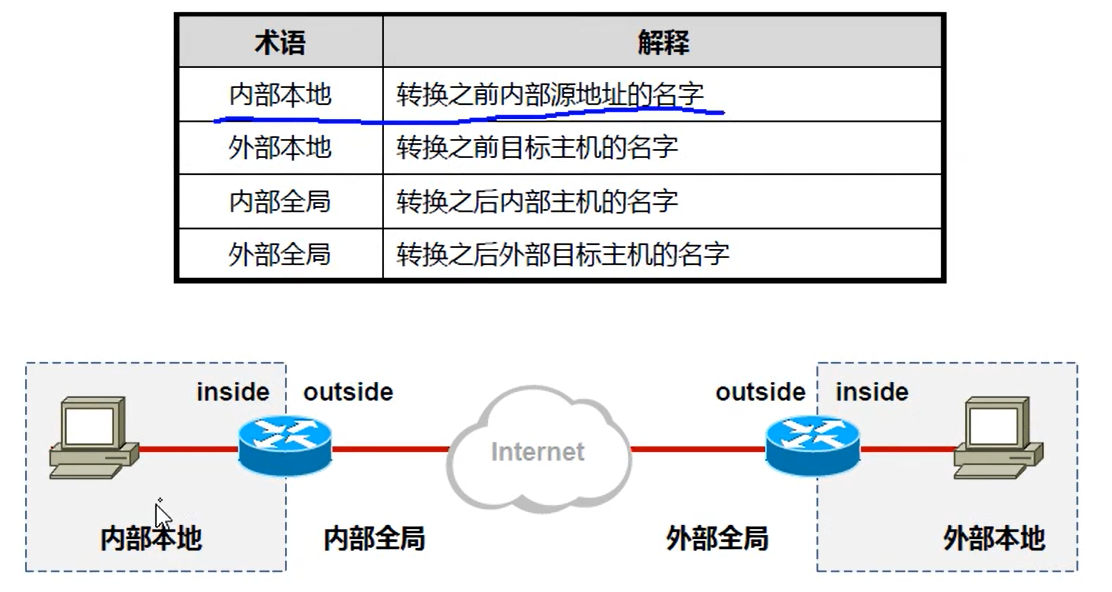 术语 解释
内部本地 转换之前内部源地址的名字
外部本地 转换之前目标主机的名字
内部全局 转换之后内部主机的名字
外部全局 转换之后外部目标主机的名字
inside outside outside inside
Internet
内部本地 内部全局 外部全局 外部本地